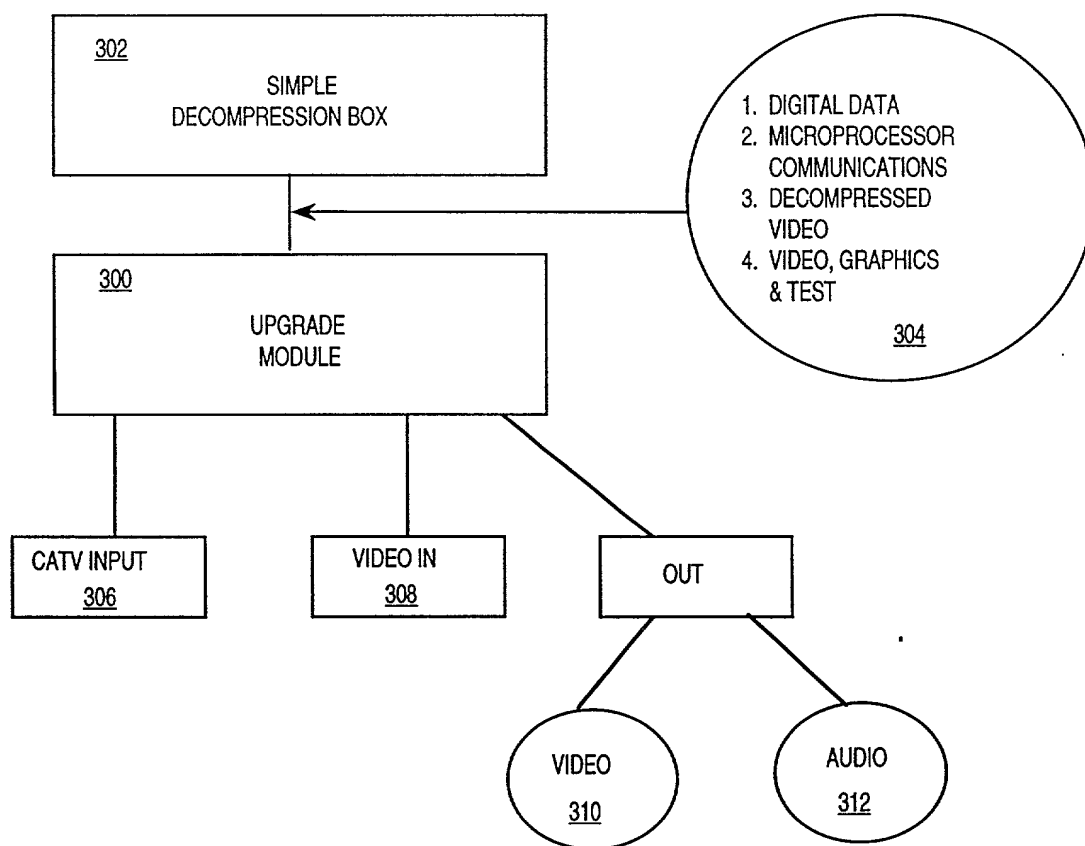 302
SIMPLE
DECOMPRESSION BOX
1. DIGITAL DATA
2. MICROPROCESSOR
COMMUNICATIONS
3. DECOMPRESSED
VIDEO
4. VIDEO, GRAPHICS
& TEST
304
300
UPGRADE
MODULE
CATV INPUT
306
VIDEO IN
308
OUT
VIDEO
310
AUDIO
312